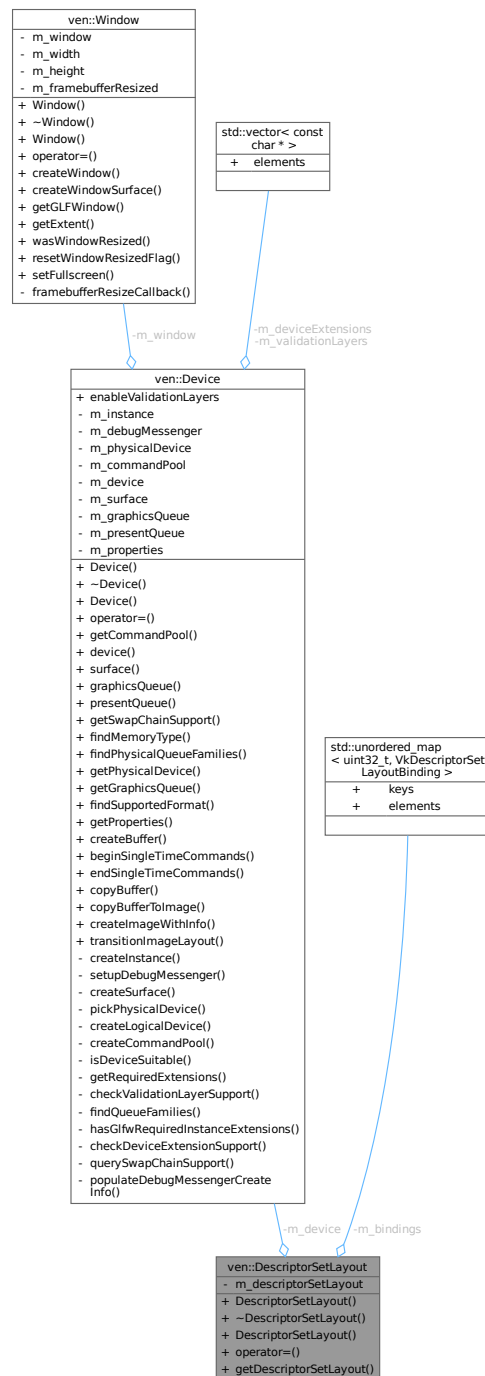 ven::Window
- m_window
- m_width
- m_height
- m_framebufferResized
+ Window()
+ ~Window()
+ Window()
+ operator=()
+ createWindow()
+ createWindowSurface()
+ getGLFWindow()
+ getExtent()
+ wasWindowResized()
+ resetWindowResizedFlag()
+ setFullscreen()
- framebufferResizeCallback()
std::vector< const
char * >
+ elements
-m_window
-m_deviceExtensions
-m_validationLayers
ven::Device
+ enableValidationLayers
- m_instance
- m_debugMessenger
- m_physicalDevice
- m_commandPool
- m_device
- m_surface
- m_graphicsQueue
- m_presentQueue
- m_properties
+ Device()
+ ~Device()
+ Device()
+ operator=()
+ getCommandPool()
+ device()
+ surface()
+ graphicsQueue()
+ presentQueue()
+ getSwapChainSupport()
+ findMemoryType()
+ findPhysicalQueueFamilies()
+ getPhysicalDevice()
+ getGraphicsQueue()
+ findSupportedFormat()
+ getProperties()
+ createBuffer()
+ beginSingleTimeCommands()
+ endSingleTimeCommands()
+ copyBuffer()
+ copyBufferToImage()
+ createImageWithInfo()
+ transitionImageLayout()
- createInstance()
- setupDebugMessenger()
- createSurface()
- pickPhysicalDevice()
- createLogicalDevice()
- createCommandPool()
- isDeviceSuitable()
- getRequiredExtensions()
- checkValidationLayerSupport()
- findQueueFamilies()
- hasGlfwRequiredInstanceExtensions()
- checkDeviceExtensionSupport()
- querySwapChainSupport()
- populateDebugMessengerCreate
Info()
std::unordered_map
< uint32_t, VkDescriptorSet
LayoutBinding >
+ keys
+ elements
-m_device
-m_bindings
ven::DescriptorSetLayout
- m_descriptorSetLayout
+ DescriptorSetLayout()
+ ~DescriptorSetLayout()
+ DescriptorSetLayout()
+ operator=()
+ getDescriptorSetLayout()